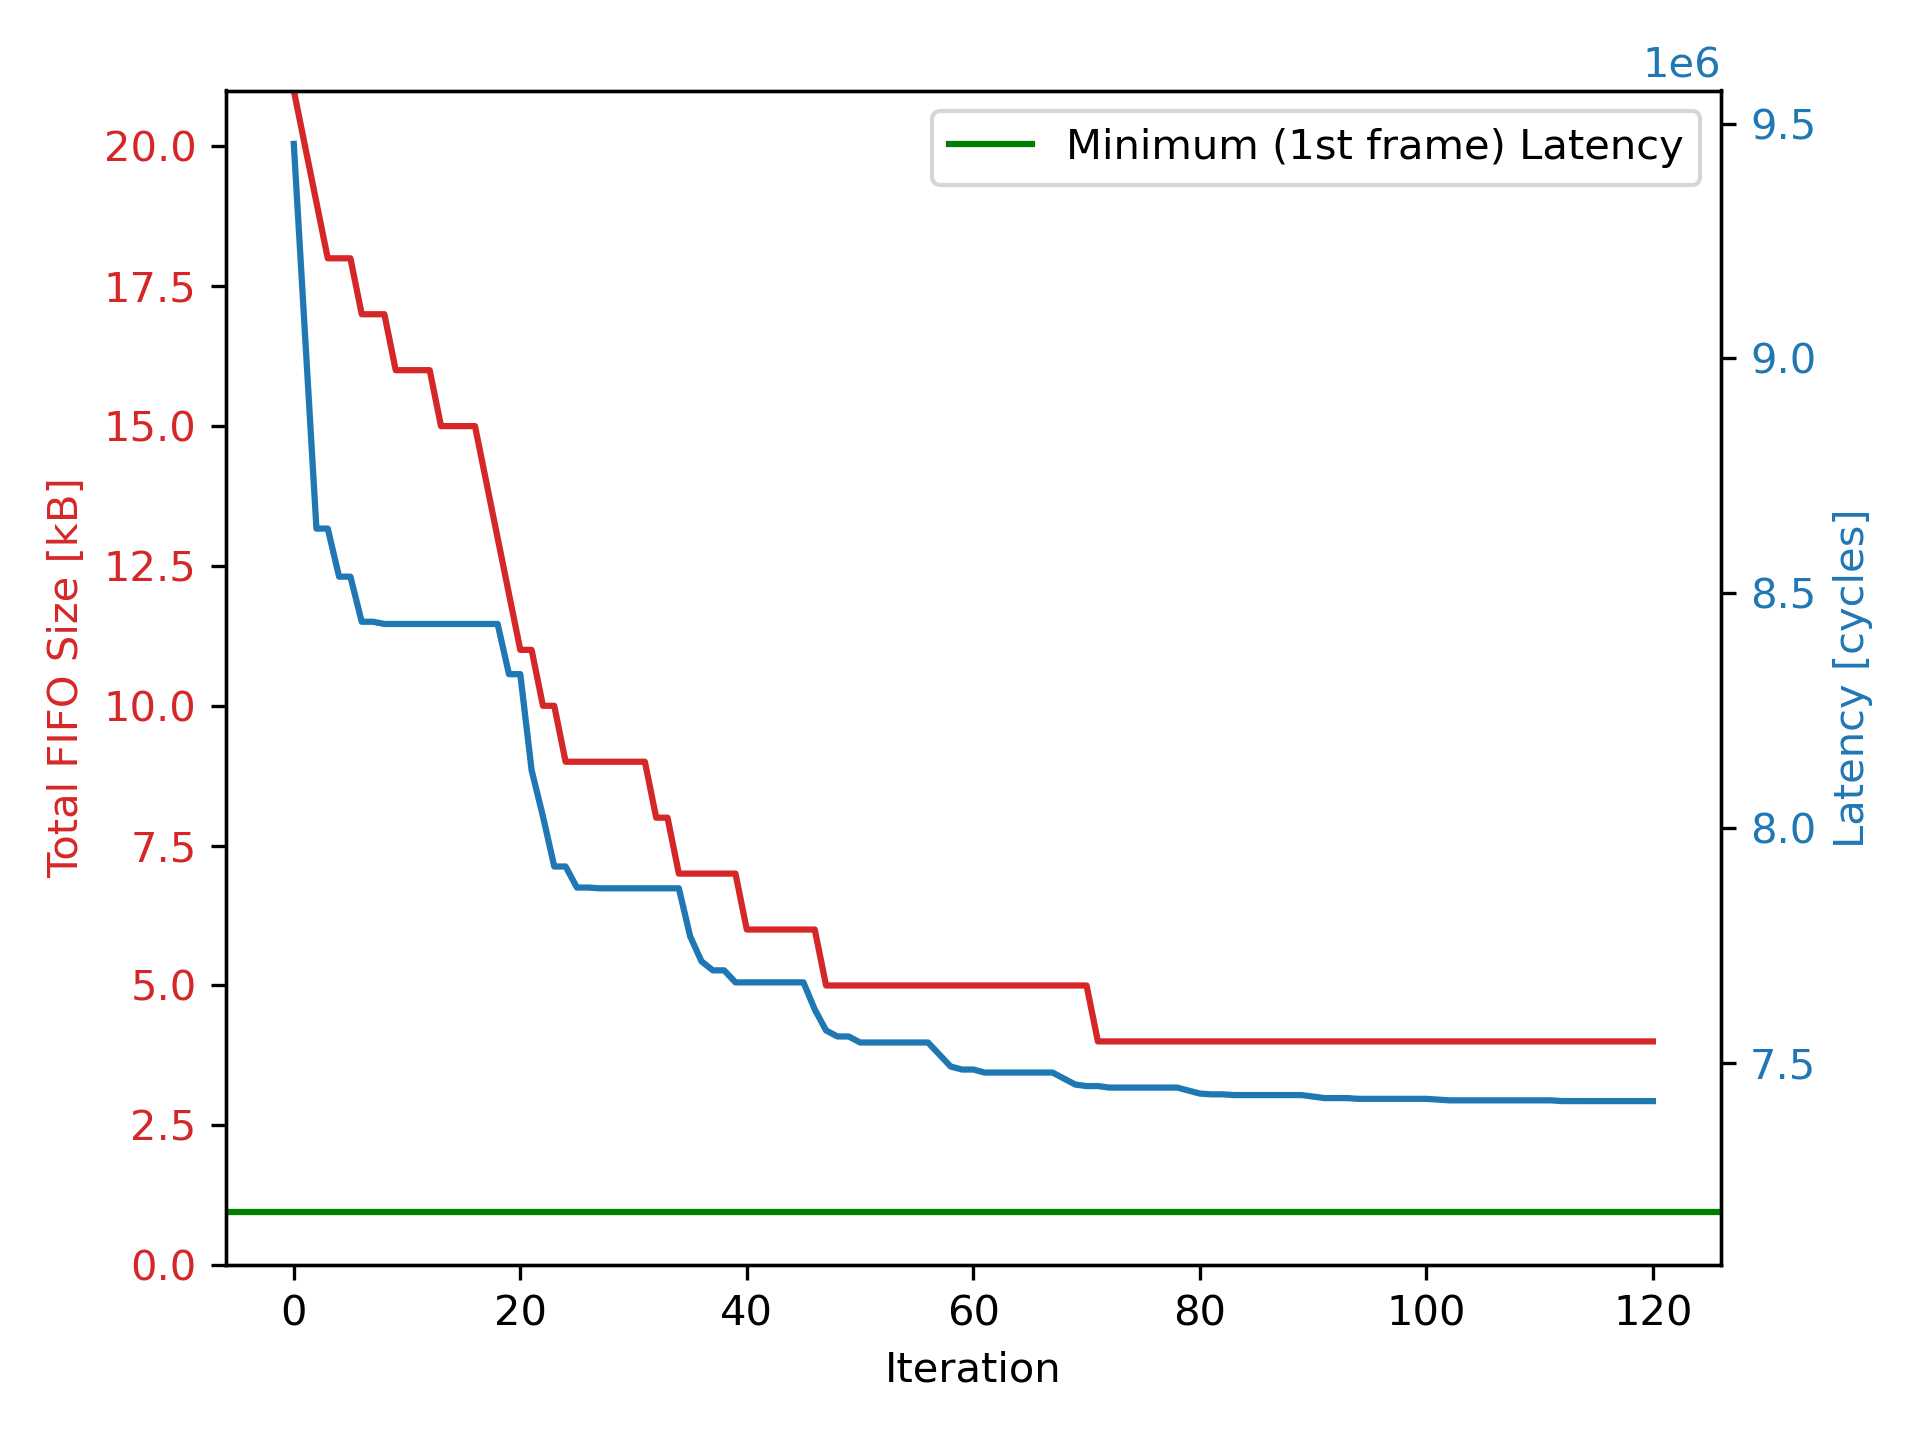 1e6
Minimum (1st frame) Latency
20.0
17.5
15.0
12.5
10.0
7.5
5.0
2.5
0.0
Total FIFO Size [kB]
9.5
9.0
8.5
8.0
7.5
Latency [cycles]
0 20 40 60 80 100 120
Iteration